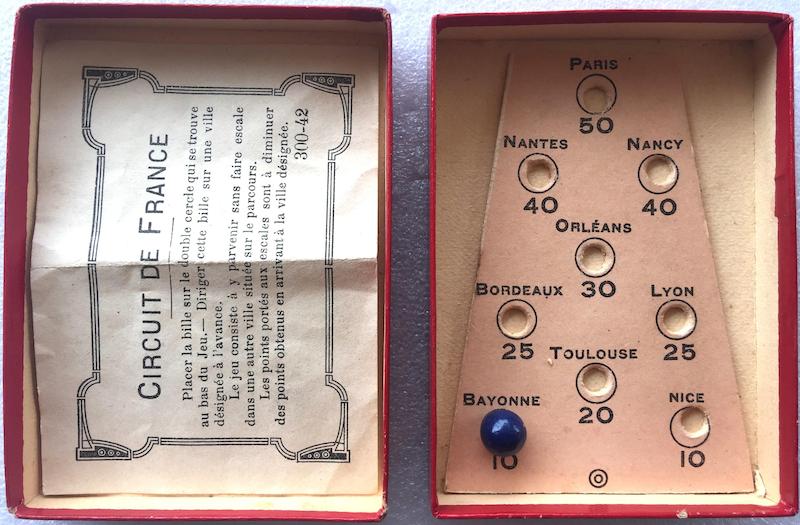 CIRCUIT DE FRANCE
Placer la bille sur le double cercle qui se trouve
au bas du Jeu.— Diriger cette bille sur une ville
désignée à l'avance.
Le jeu consiste à y parvenir sans faire escale
dans une autre ville située sur le parcours.
Les points portés aux escales sont à diminuer
des points obtenus en arrivant à la ville désignée.
300-42
PARIS
50
NANTES NANCY
40 40
ORLÉANS
30
BORDEAUX LYON
25 25
TOULOUSE
20
BAYONNE NICE
10 10